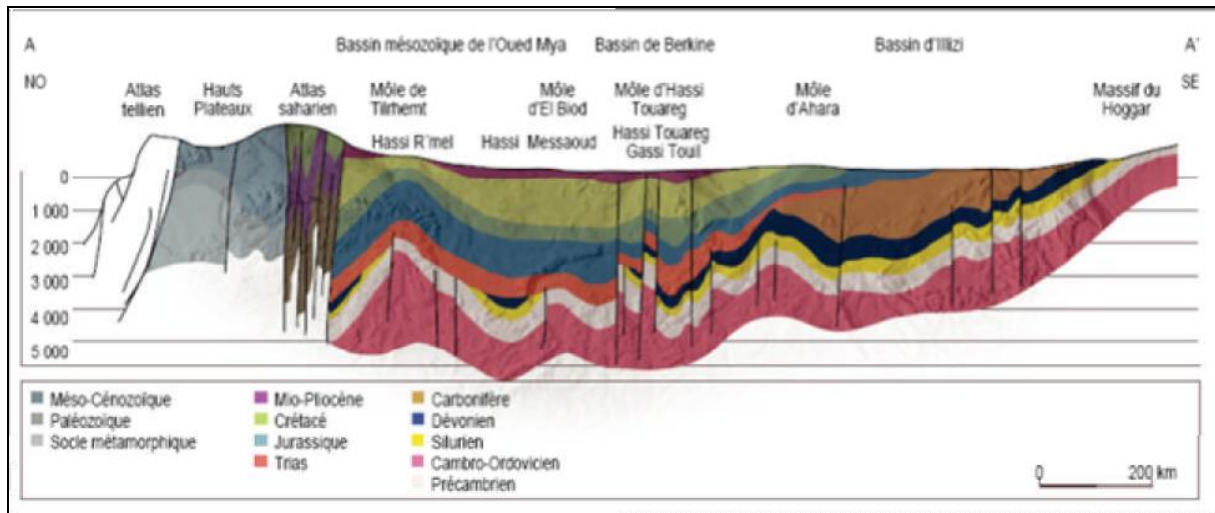 A
Bassin mésozoïque de l'Oued Mya
Bassin de Berkine
Bassin d'Illizi
A'
NO
SE
Atlas
tellien
Hauts
Plateaux
Atlas
saharien
Môle de
Tilrhemt
Môle
d'El Biod
Môle d'Hassi
Touareg
Môle
d'Ahara
Massif du
Hoggar
Hassi R'mel
Hassi Messaoud
Hassi Touareg
Gassi Touil
0
1 000
2 000
3 000
4 000
5 000
Méso-Cénozoïque
Paléozoïque
Socle métamorphique
Mio-Pliocène
Crétacé
Jurassique
Trias
Carbonifère
Dévonien
Silurien
Cambro-Ordovicien
Précambrien
0 200 km